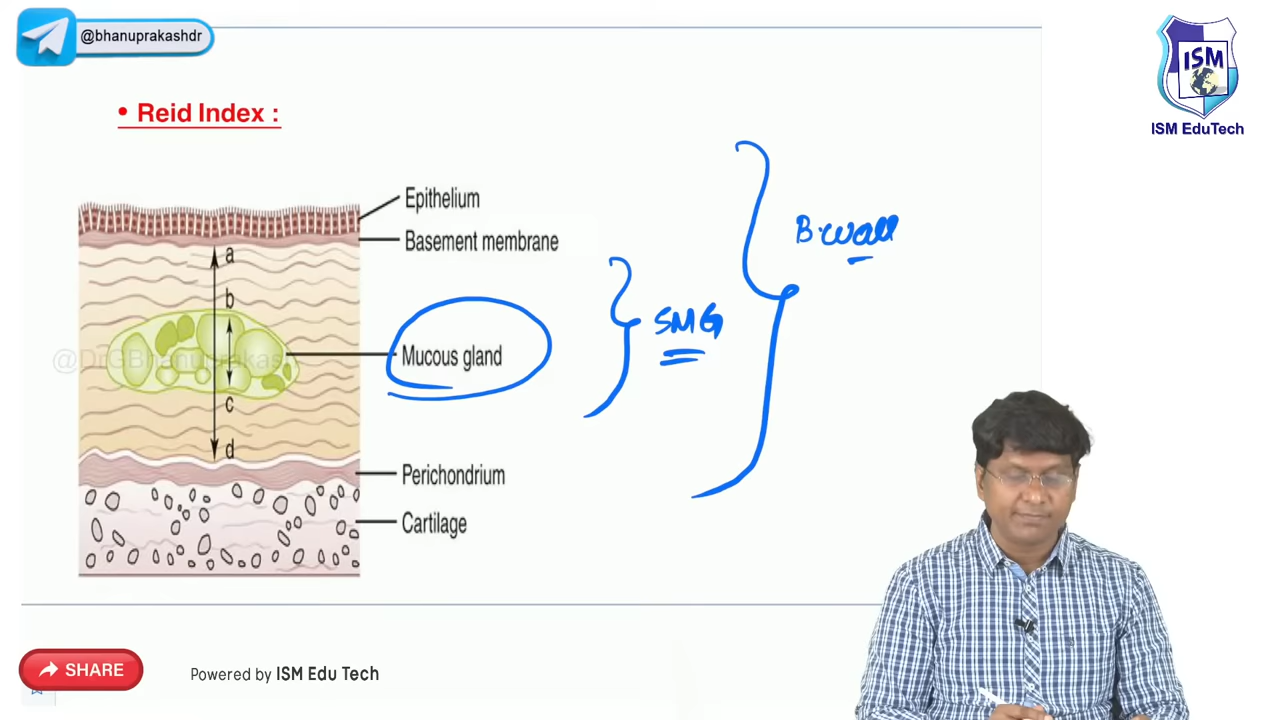 @bhanuprakashdr
ISM
ISM EduTech
• Reid Index :
Epithelium
Basement membrane
a
b
B.wall
SMG
@DrGBhanuprakash
Mucous gland
c
d
Perichondrium
Cartilage
SHARE
Powered by ISM Edu Tech